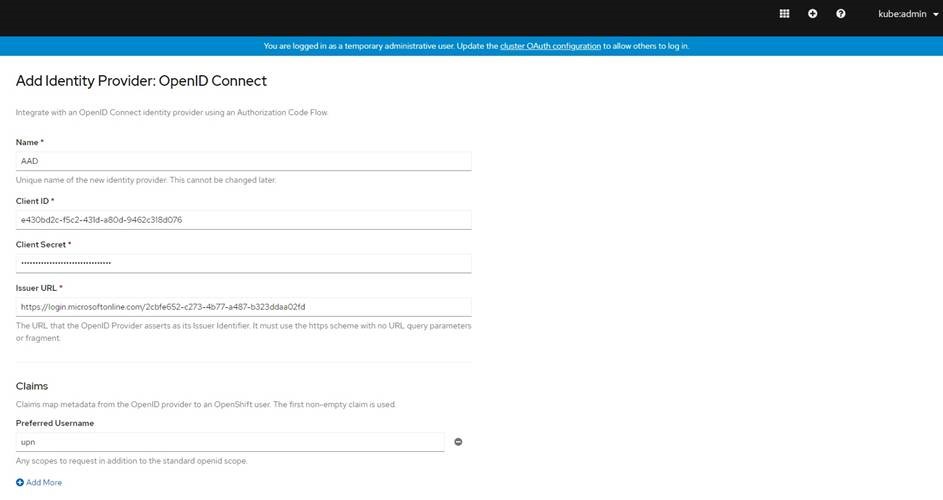 kube:admin
You are logged in as a temporary administrative user. Update the cluster OAuth configuration to allow others to log in.
Add Identity Provider: OpenID Connect
Integrate with an OpenID Connect identity provider using an Authorization Code Flow.
Name *
AAD
Unique name of the new identity provider. This cannot be changed later.
Client ID *
e430bd2c-f5c2-431d-a80d-9462c318d076
Client Secret *
Issuer URL *
https://login.microsoftonline.com/2cbfe652-c273-4b77-a487-b323ddaa02fd
The URL that the OpenID Provider asserts as its Issuer Identifier. It must use the https scheme with no URL query parameters
or fragment.
Claims
Claims map metadata from the OpenID provider to an OpenShift user. The first non-empty claim is used.
Preferred Username
upn
Any scopes to request in addition to the standard openid scope.
Add More